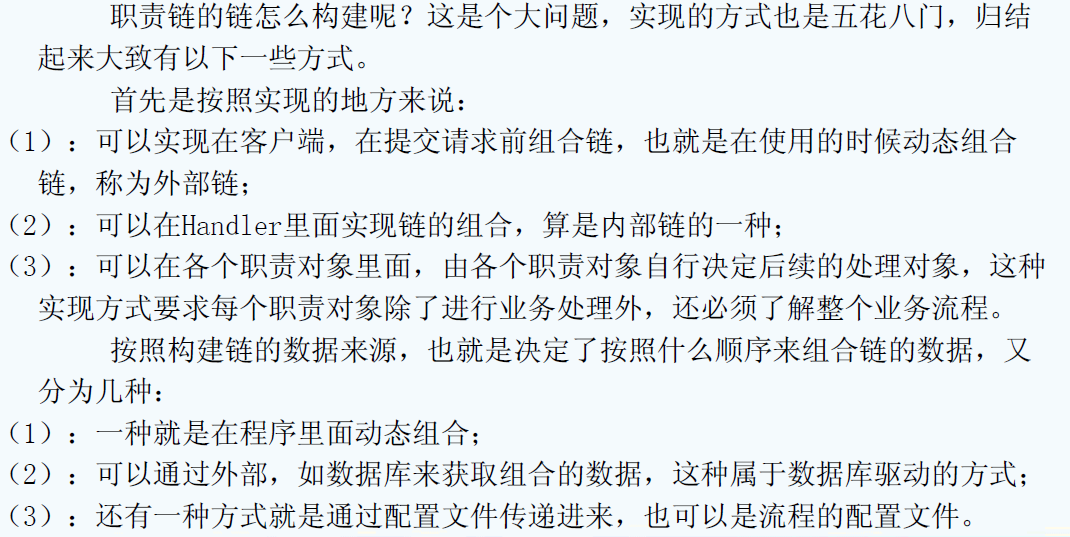 职责链的链怎么构建呢？这是个大问题，实现的方式也是五花八门，归结
起来大致有以下一些方式。
首先是按照实现的地方来说：
（1）：可以实现在客户端，在提交请求前组合链，也就是在使用的时候动态组合
链，称为外部链；
（2）：可以在Handler里面实现链的组合，算是内部链的一种；
（3）：可以在各个职责对象里面，由各个职责对象自行决定后续的处理对象，这种
实现方式要求每个职责对象除了进行业务处理外，还必须了解整个业务流程。
按照构建链的数据来源，也就是决定了按照什么顺序来组合链的数据，又
分为几种：
（1）：一种就是在程序里面动态组合；
（2）：可以通过外部，如数据库来获取组合的数据，这种属于数据库驱动的方式；
（3）：还有一种方式就是通过配置文件传递进来，也可以是流程的配置文件。